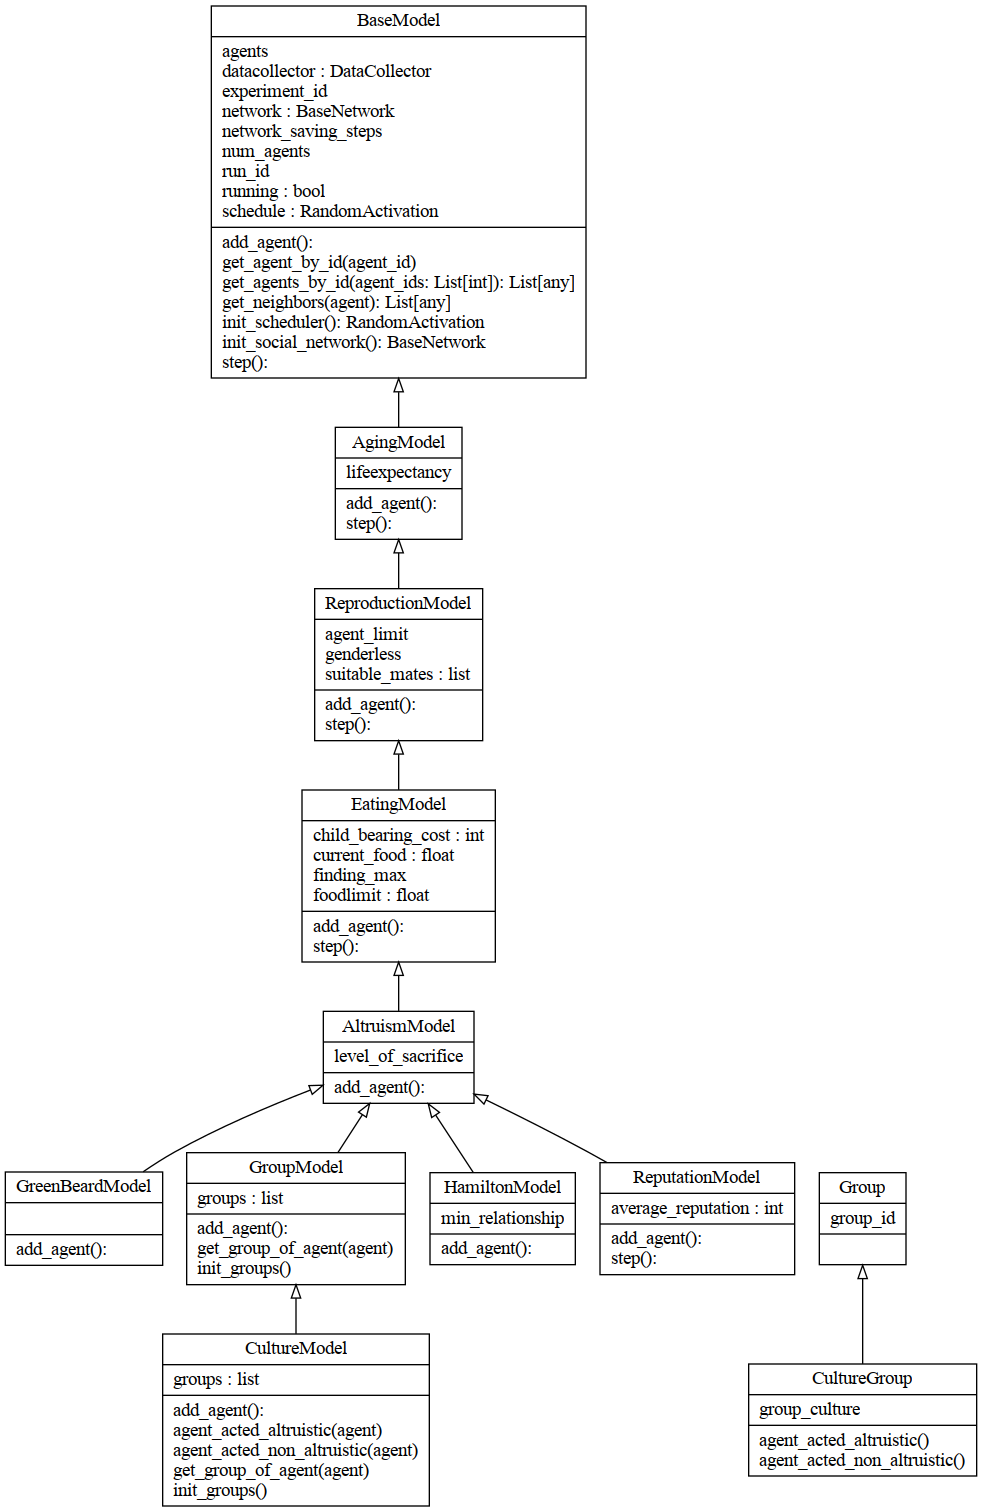 BaseModel
agents
datacollector : DataCollector
experiment_id
network : BaseNetwork
network_saving_steps
num_agents
run_id
running : bool
schedule : RandomActivation
add_agent():
get_agent_by_id(agent_id)
get_agents_by_id(agent_ids: List[int]): List[any]
get_neighbors(agent): List[any]
init_scheduler(): RandomActivation
init_social_network(): BaseNetwork
step():
AgingModel
lifeexpectancy
add_agent():
step():
ReproductionModel
agent_limit
genderless
suitable_mates : list
add_agent():
step():
EatingModel
child_bearing_cost : int
current_food : float
finding_max
foodlimit : float
add_agent():
step():
AltruismModel
level_of_sacrifice
add_agent():
GreenBeardModel
add_agent():
GroupModel
groups : list
add_agent():
get_group_of_agent(agent)
init_groups()
HamiltonModel
min_relationship
add_agent():
ReputationModel
average_reputation : int
add_agent():
step():
Group
group_id
CultureModel
groups : list
add_agent():
agent_acted_altruistic(agent)
agent_acted_non_altruistic(agent)
get_group_of_agent(agent)
init_groups()
CultureGroup
group_culture
agent_acted_altruistic()
agent_acted_non_altruistic()